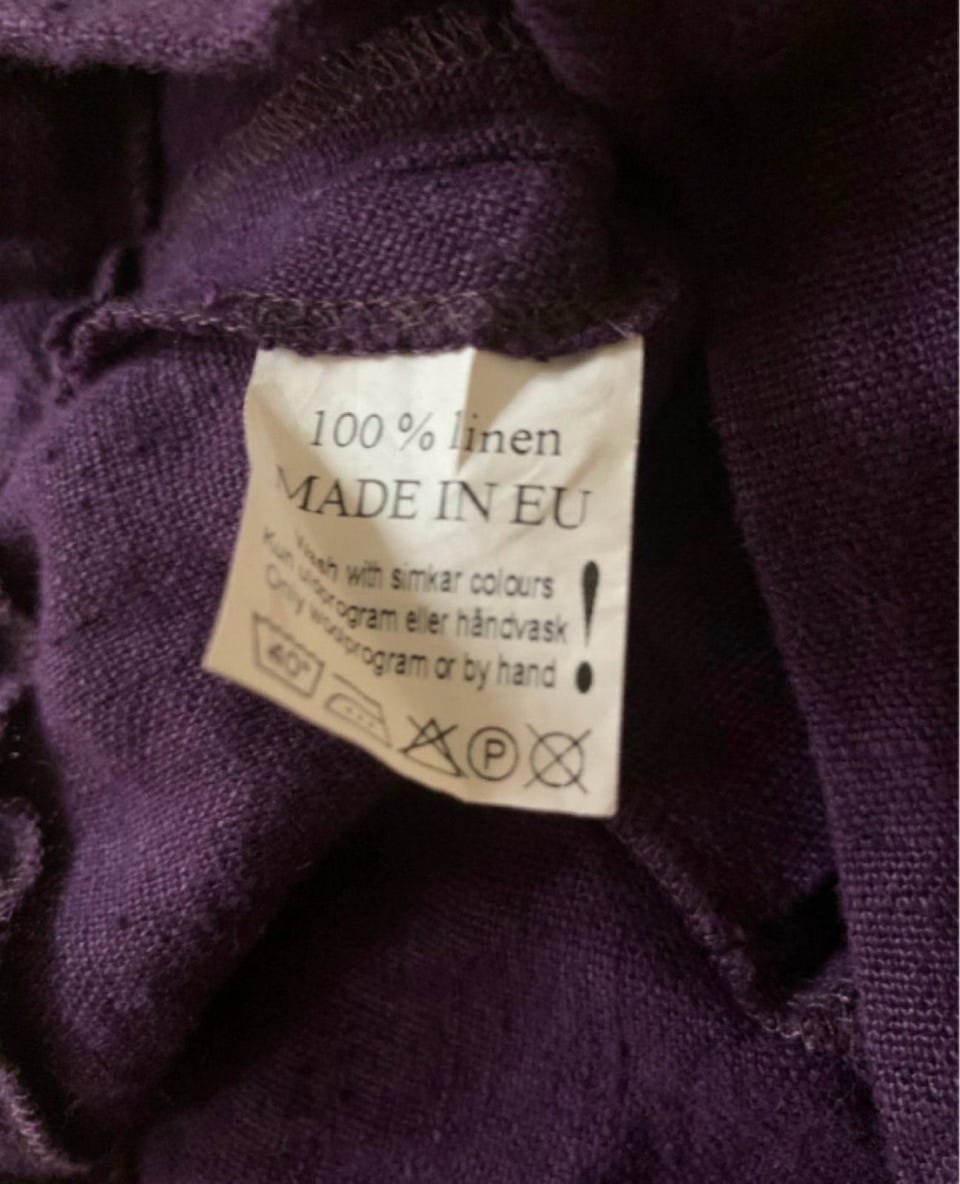 100 % linen
MADE IN EU
Wash with simkar colours
Kun uldprogram eller håndvask
Only woolprogram or by hand
!
40°
P